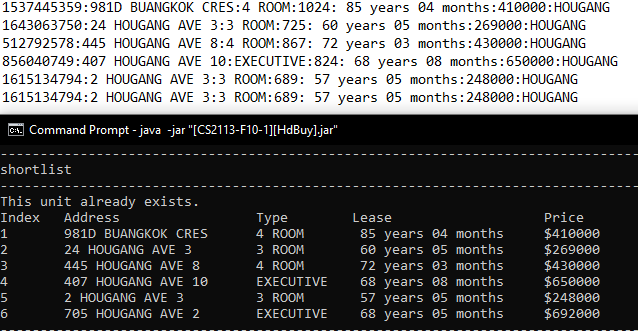 1537445359:981D BUANGKOK CRES:4 ROOM:1024: 85 years 04 months:410000:HOUGANG
1643063750:24 HOUGANG AVE 3:3 ROOM:725: 60 years 05 months:269000:HOUGANG
512792578:445 HOUGANG AVE 8:4 ROOM:867: 72 years 03 months:430000:HOUGANG
856040749:407 HOUGANG AVE 10:EXECUTIVE:824: 68 years 08 months:650000:HOUGANG
1615134794:2 HOUGANG AVE 3:3 ROOM:689: 57 years 05 months:248000:HOUGANG
1615134794:2 HOUGANG AVE 3:3 ROOM:689: 57 years 05 months:248000:HOUGANG
C:\. Command Prompt - java -jar "[CS2113-F10-1][HdBuy].jar"
--------------------------------------------------------------------------------
shortlist
--------------------------------------------------------------------------------
This unit already exists.
Index Address Type Lease Price
1 981D BUANGKOK CRES 4 ROOM 85 years 04 months $410000
2 24 HOUGANG AVE 3 3 ROOM 60 years 05 months $269000
3 445 HOUGANG AVE 8 4 ROOM 72 years 03 months $430000
4 407 HOUGANG AVE 10 EXECUTIVE 68 years 08 months $650000
5 2 HOUGANG AVE 3 3 ROOM 57 years 05 months $248000
6 705 HOUGANG AVE 2 EXECUTIVE 68 years 06 months $692000
--------------------------------------------------------------------------------